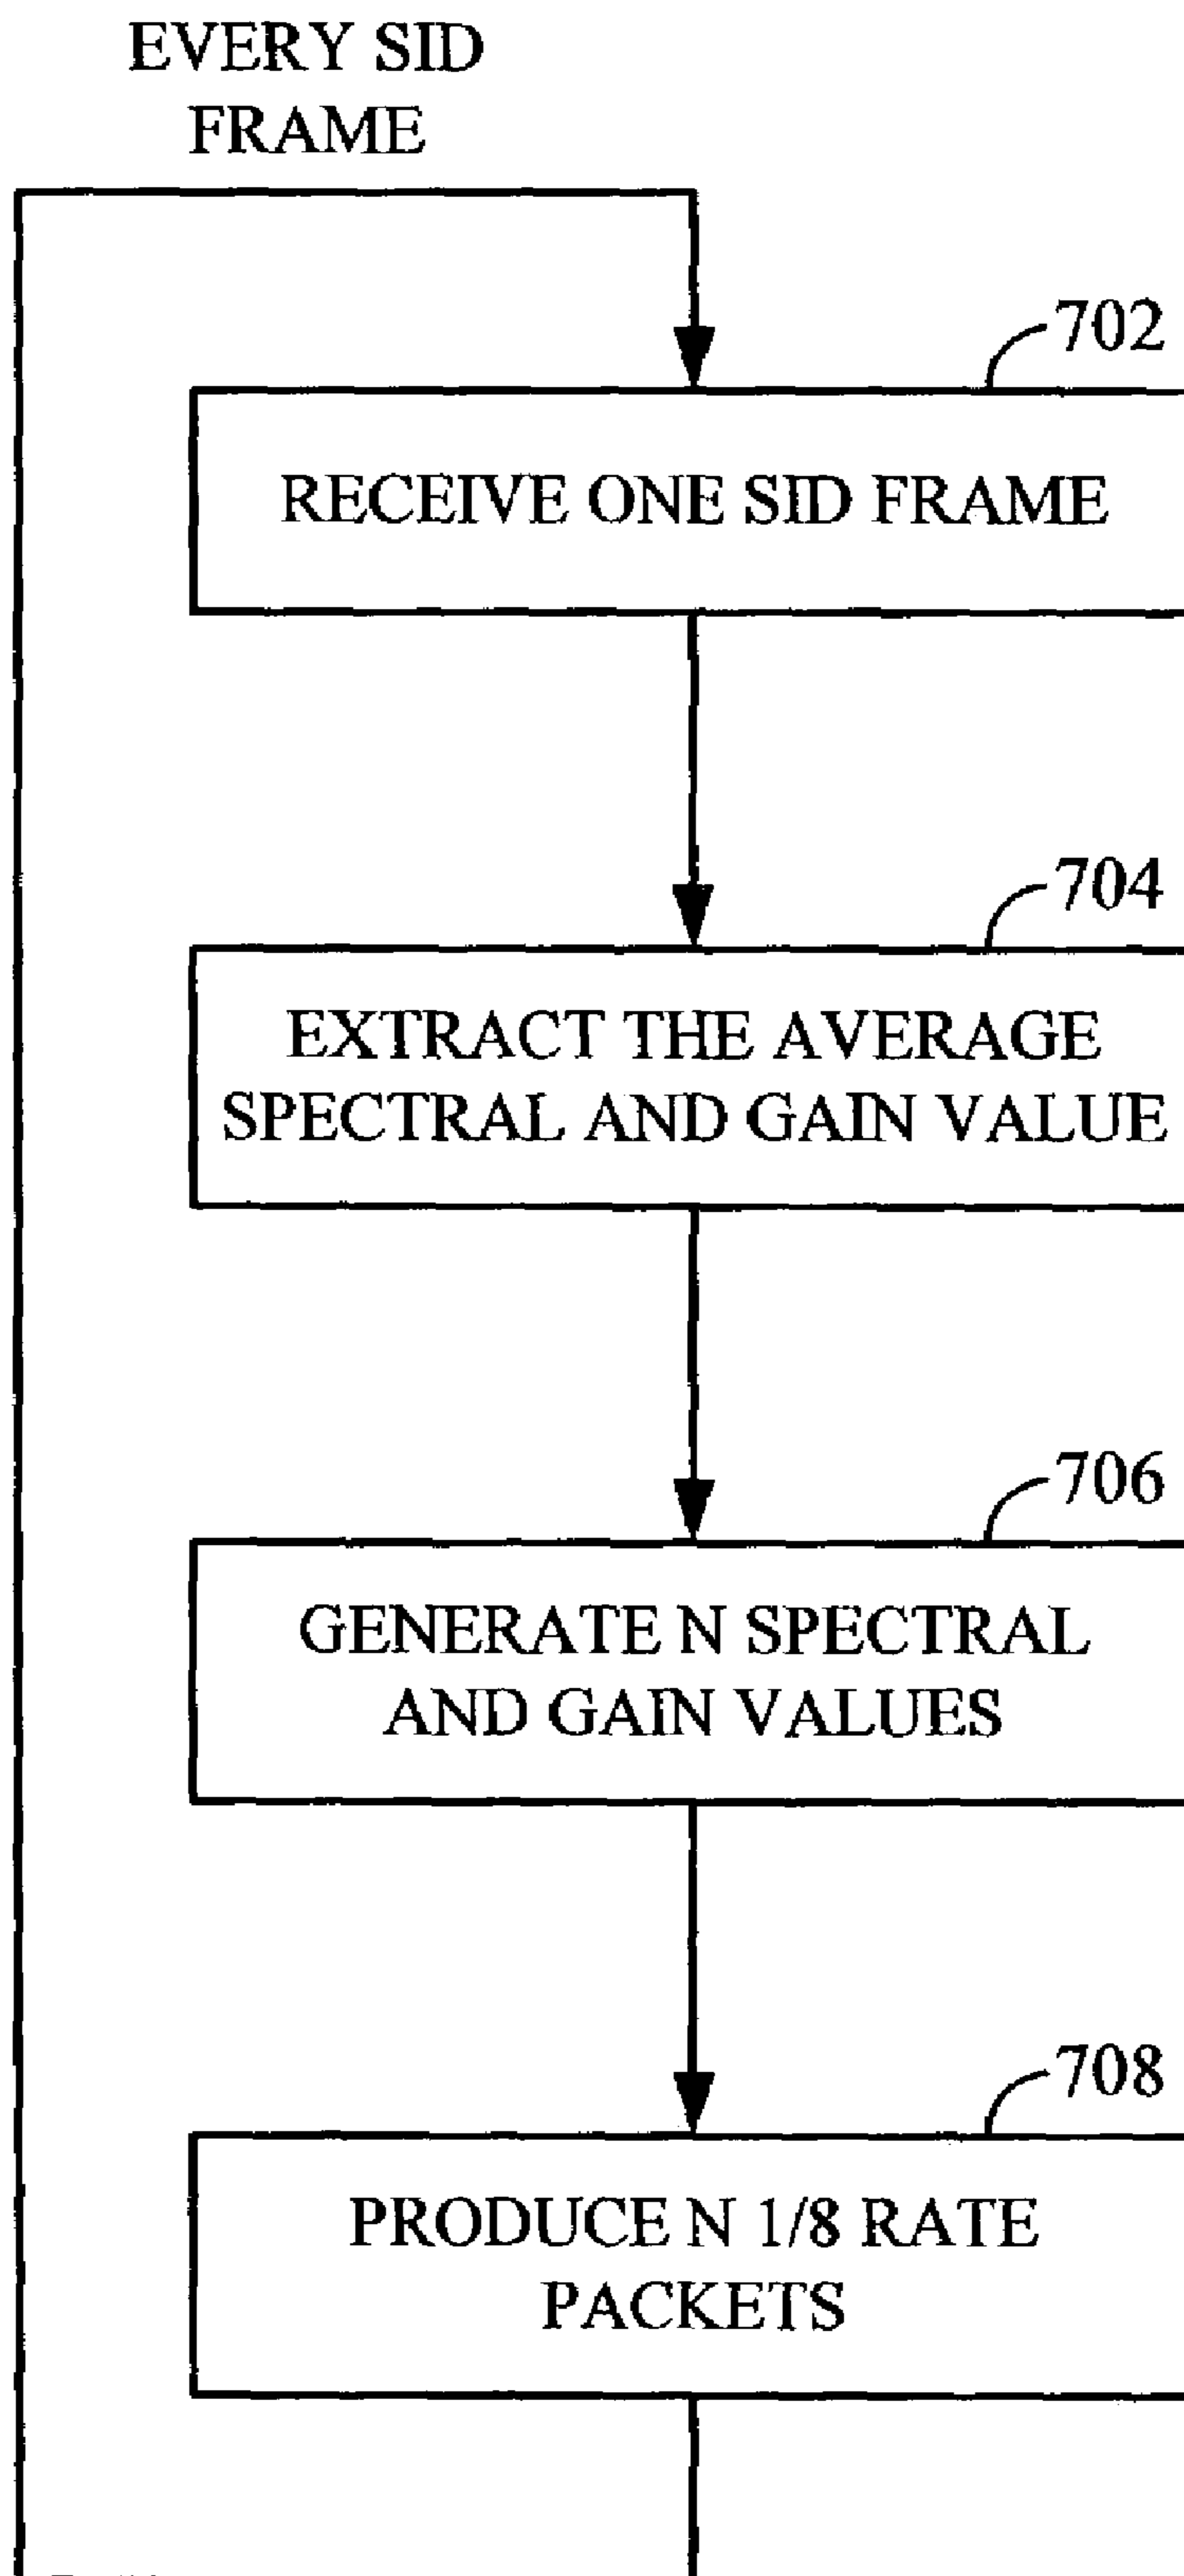 EVERY SID
FRAME
702
RECEIVE ONE SID FRAME
704
EXTRACT THE AVERAGE
SPECTRAL AND GAIN VALUE
706
GENERATE N SPECTRAL
AND GAIN VALUES
708
PRODUCE N 1/8 RATE
PACKETS